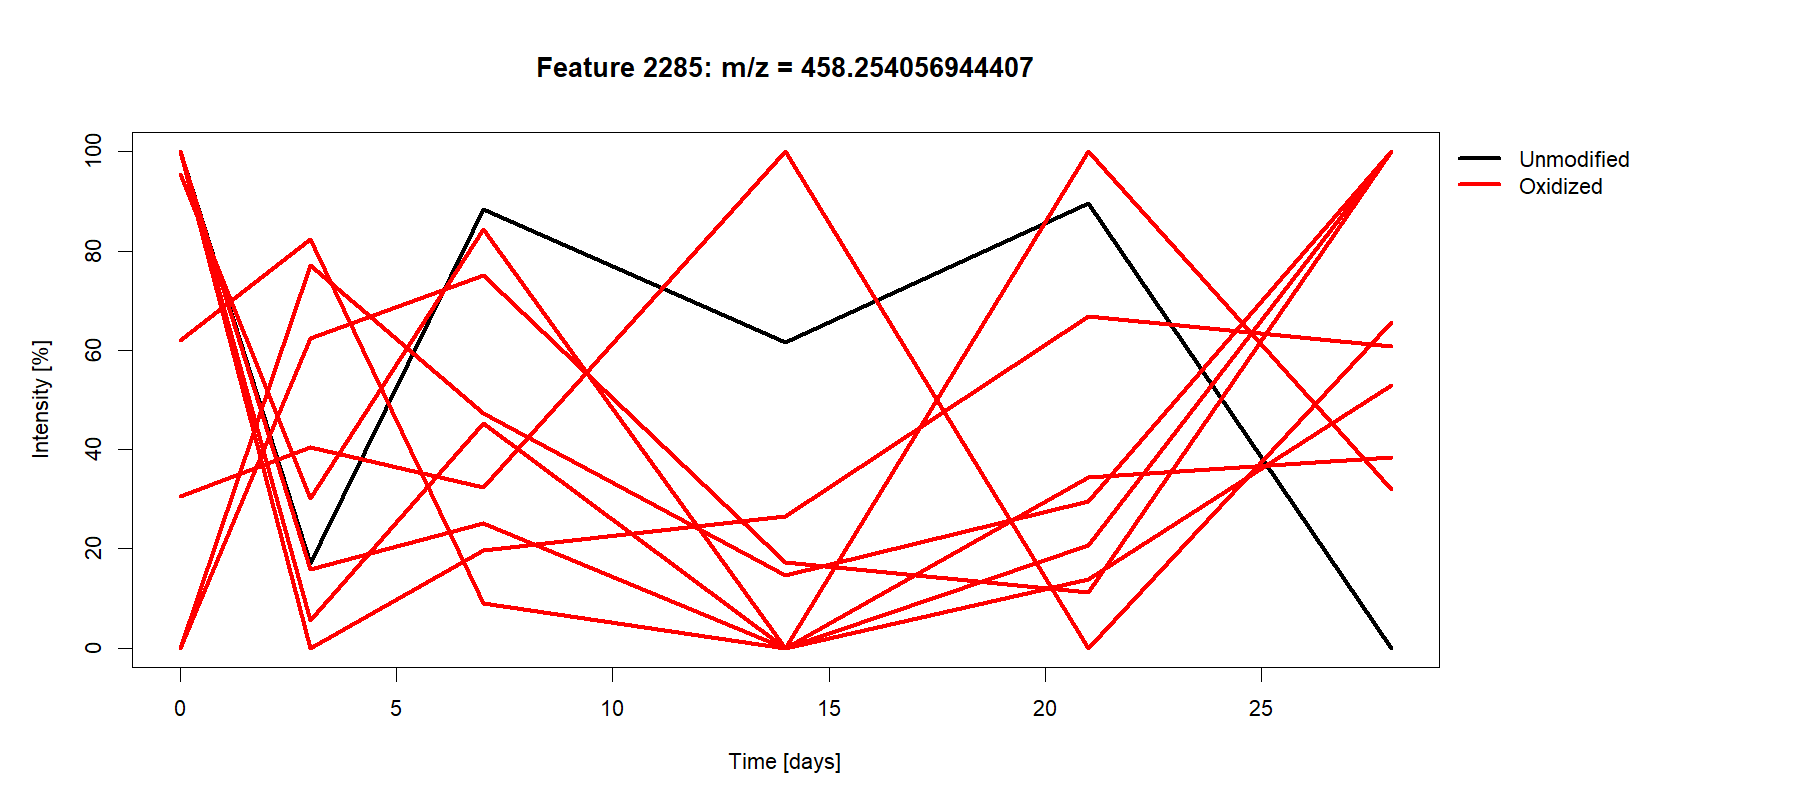 Feature 2285: m/z = 458.254056944407
Unmodified
Oxidized
100
80
60
40
20
0
Intensity [%]
0 5 10 15 20 25
Time [days]